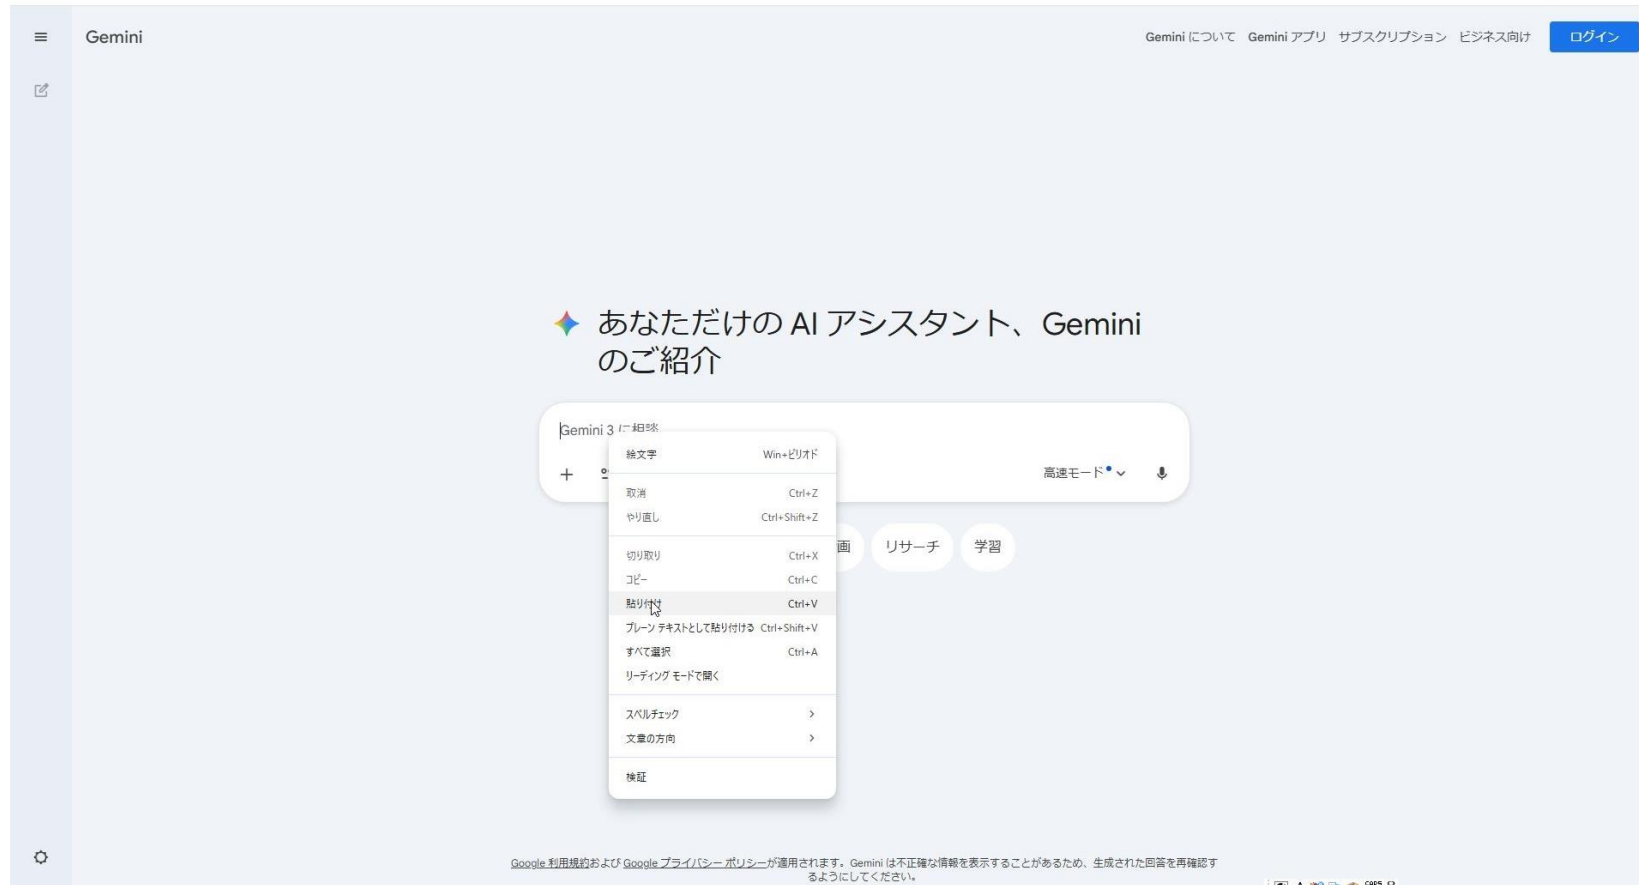 Gemini
Gemini について Gemini アプリ サブスクリプション ビジネス向け ログイン
あなただけの AI アシスタント、Gemini
のご紹介
Gemini 3 に相談
高速モード
絵文字 Win+ピリオド
取消 Ctrl+Z
やり直し Ctrl+Shift+Z
切り取り Ctrl+X
コピー Ctrl+C
貼り付け Ctrl+V
プレーン テキストとして貼り付ける Ctrl+Shift+V
すべて選択 Ctrl+A
リーディング モードで開く
スペルチェック
文章の方向
検証
画 リサーチ 学習
Google 利用規約および Google プライバシー ポリシーが適用されます。Gemini は不正確な情報を表示することがあるため、生成された回答を再確認す
るようにしてください。